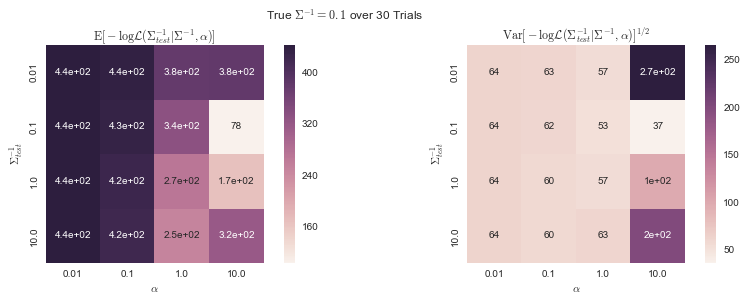 True Σ⁻¹ = 0.1 over 30 Trials
E[−log ℒ(Σ⁻¹_test|Σ⁻¹, α)]
0.01 4.4e+02 4.4e+02 3.8e+02 3.8e+02
0.1 4.4e+02 4.3e+02 3.4e+02 78
1.0 4.4e+02 4.2e+02 2.7e+02 1.7e+02
10.0 4.4e+02 4.2e+02 2.5e+02 3.2e+02
Σ⁻¹_test
0.01 0.1 1.0 10.0
α
400
320
240
160
Var[−log ℒ(Σ⁻¹_test|Σ⁻¹, α)]^1/2
0.01 64 63 57 2.7e+02
0.1 64 62 53 37
1.0 64 60 57 1e+02
10.0 64 60 63 2e+02
Σ⁻¹_test
0.01 0.1 1.0 10.0
α
250
200
150
100
50